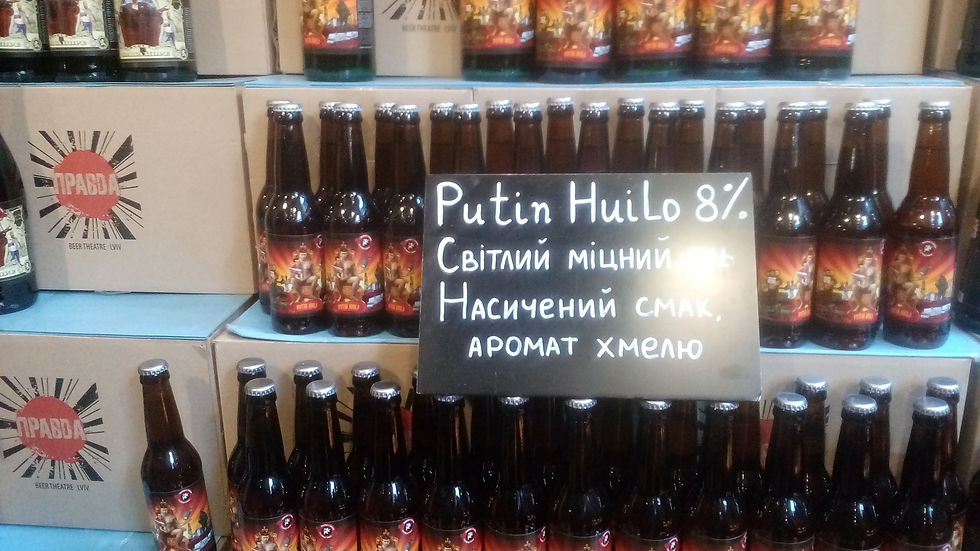 ПРАВДА
BEER THEATRE · LVIV
Putin HuiLo 8%
Світлий міцний
Насичений смак,
аромат хмелю
ПРАВДА
BEER THEATRE · LVIV